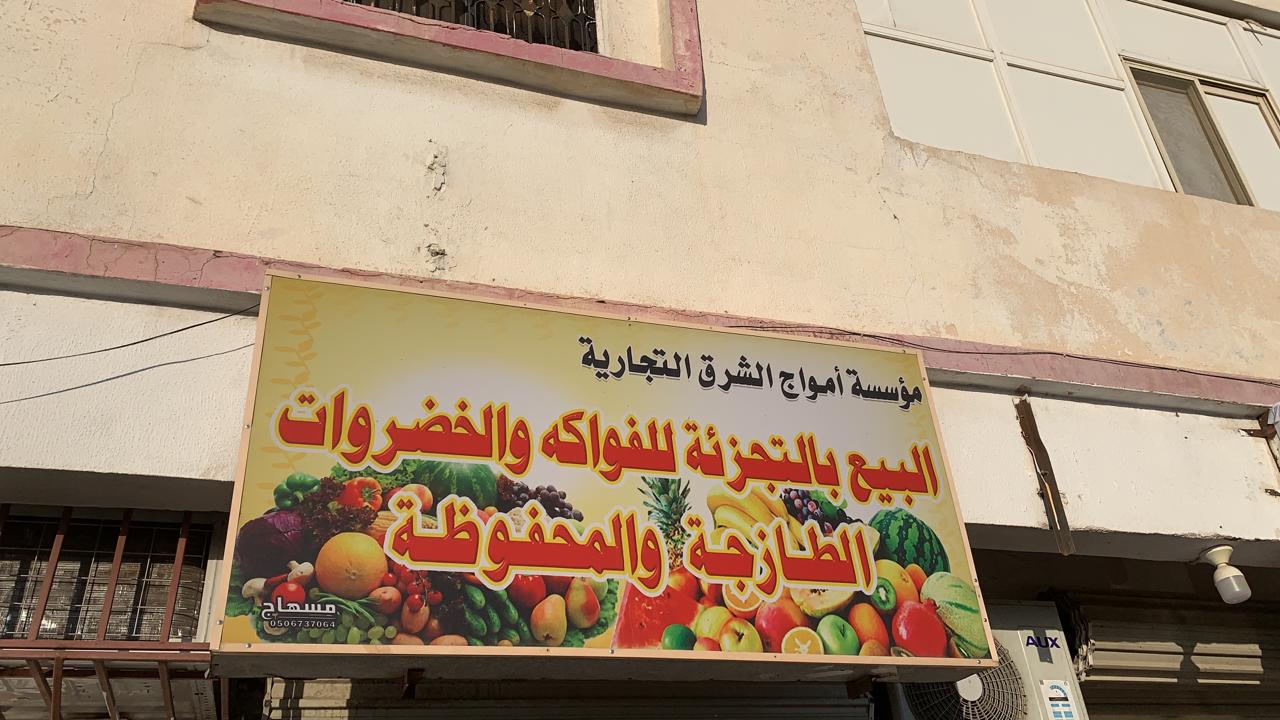 مؤسسة أمواج الشرق التجارية
البيع بالتجزئة للفواكه والخضروات
الطازجة والمحفوظة
مسهاج
0506737064
AUX